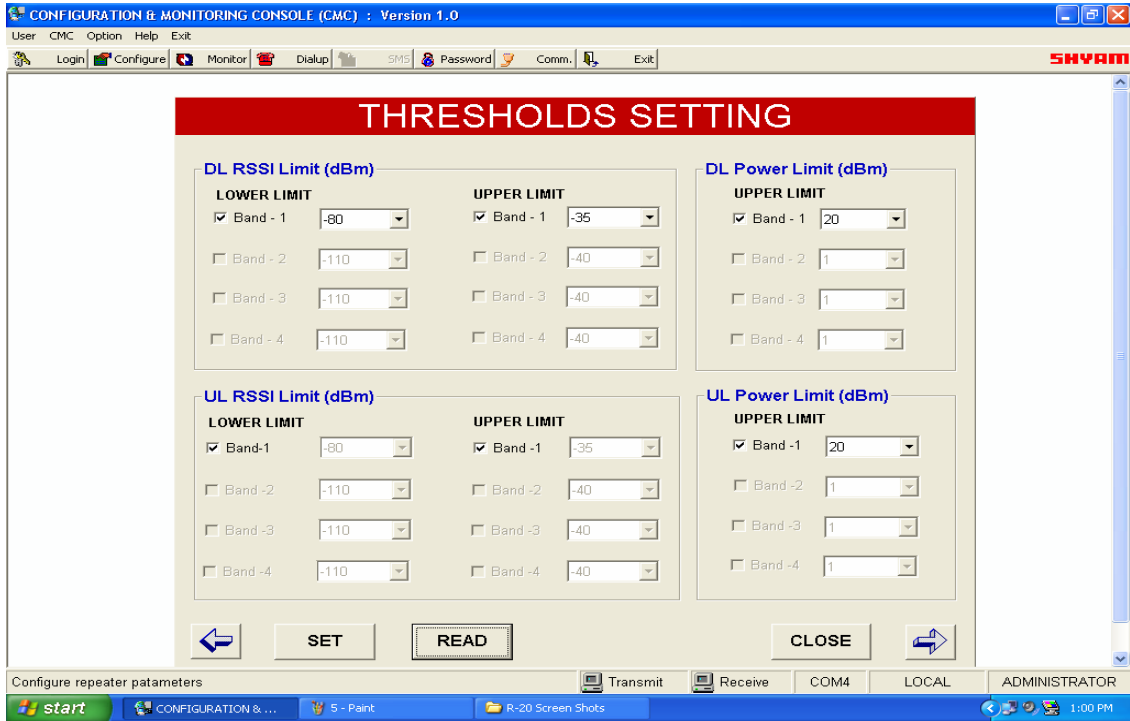 CONFIGURATION & MONITORING CONSOLE (CMC) : Version 1.0
User CMC Option Help Exit
Login Configure Monitor Dialup SMS Password Comm. Exit SHYAM
THRESHOLDS SETTING
DL RSSI Limit (dBm) DL Power Limit (dBm)
LOWER LIMIT UPPER LIMIT UPPER LIMIT
Band - 1 -80 Band - 1 -35 Band - 1 20
Band - 2 -110 Band - 2 -40 Band - 2 1
Band - 3 -110 Band - 3 -40 Band - 3 1
Band - 4 -110 Band - 4 -40 Band - 4 1
UL RSSI Limit (dBm) UL Power Limit (dBm)
LOWER LIMIT UPPER LIMIT UPPER LIMIT
Band-1 -80 Band -1 -35 Band -1 20
Band -2 -110 Band -2 -40 Band -2 1
Band -3 -110 Band -3 -40 Band -3 1
Band -4 -110 Band -4 -40 Band -4 1
SET READ CLOSE
Configure repeater patameters Transmit Receive COM4 LOCAL ADMINISTRATOR
start CONFIGURATION &... 5 - Paint R-20 Screen Shots 1:00 PM